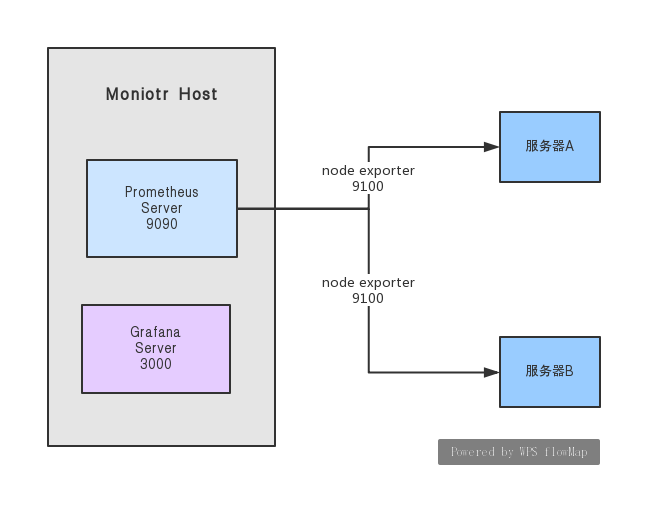 Moniotr Host
Prometheus
Server
9090
Grafana
Server
3000
node exporter
9100
node exporter
9100
服务器A
服务器B
Powered by WPS flowMap